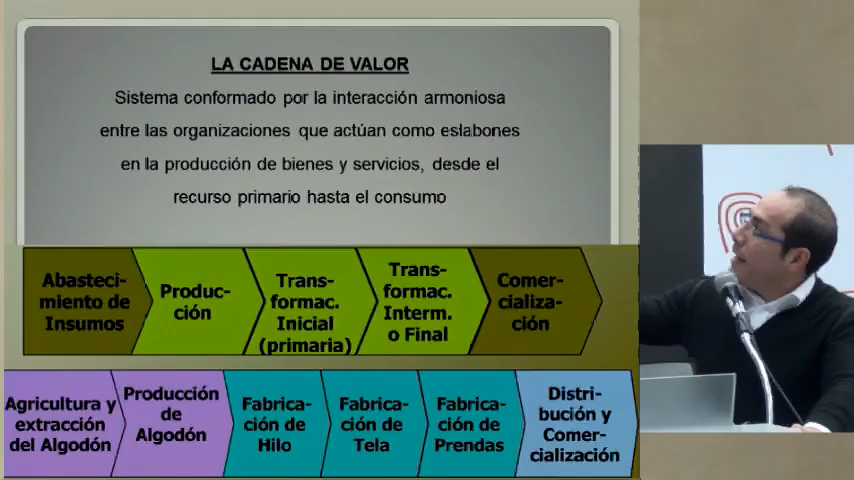 LA CADENA DE VALOR
Sistema conformado por la interacción armoniosa
entre las organizaciones que actúan como eslabones
en la producción de bienes y servicios, desde el
recurso primario hasta el consumo
Abasteci-
miento de
Insumos
Produc-
ción
Trans-
formac.
Inicial
(primaria)
Trans-
formac.
Interm.
o Final
Comer-
cializa-
ción
Agricultura y
extracción
del Algodón
Producción
de
Algodón
Fabrica-
ción de
Hilo
Fabrica-
ción de
Tela
Fabrica-
ción de
Prendas
Distri-
bución y
Comer-
cialización